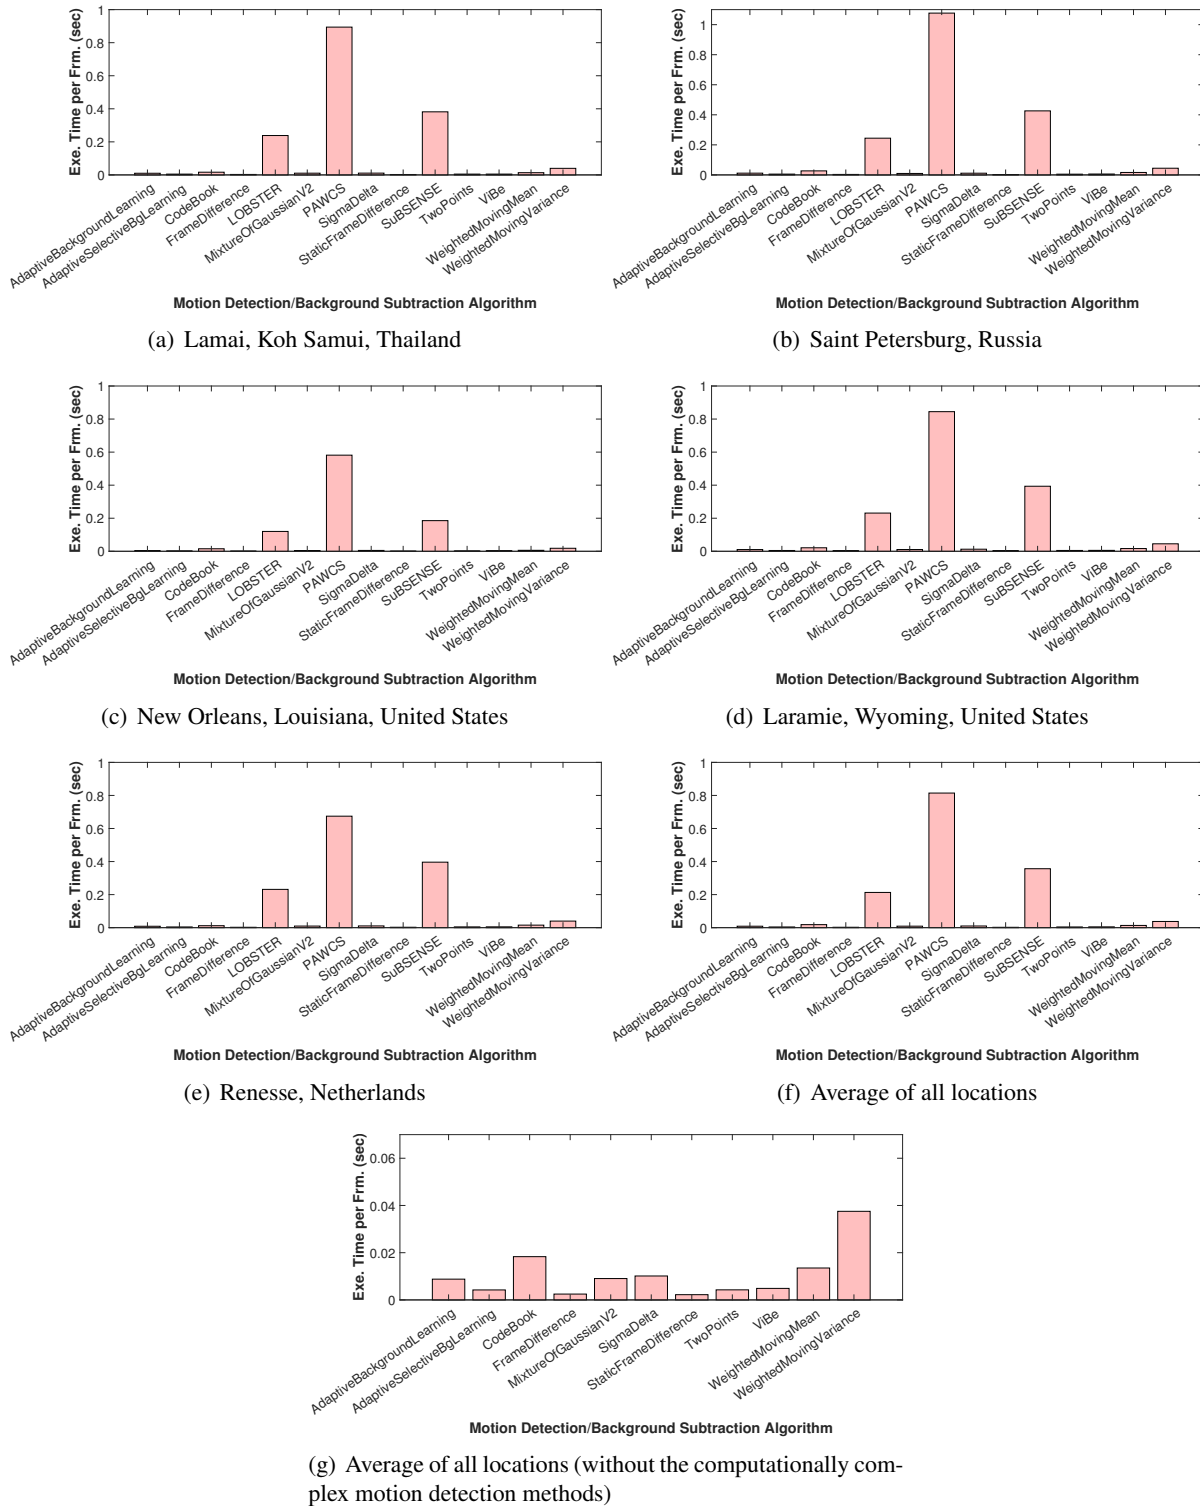 Exe. Time per Frm. (sec)
1
0.8
0.6
0.4
0.2
0
AdaptiveBackgroundLearning
AdaptiveSelectiveBgLearning
CodeBook
FrameDifference
LOBSTER
MixtureOfGaussianV2
PAWCS
SigmaDelta
StaticFrameDifference
SuBSENSE
TwoPoints
ViBe
WeightedMovingMean
WeightedMovingVariance
Motion Detection/Background Subtraction Algorithm
(a) Lamai, Koh Samui, Thailand
Exe. Time per Frm. (sec)
1
0.8
0.6
0.4
0.2
0
AdaptiveBackgroundLearning
AdaptiveSelectiveBgLearning
CodeBook
FrameDifference
LOBSTER
MixtureOfGaussianV2
PAWCS
SigmaDelta
StaticFrameDifference
SuBSENSE
TwoPoints
ViBe
WeightedMovingMean
WeightedMovingVariance
Motion Detection/Background Subtraction Algorithm
(b) Saint Petersburg, Russia
Exe. Time per Frm. (sec)
1
0.8
0.6
0.4
0.2
0
AdaptiveBackgroundLearning
AdaptiveSelectiveBgLearning
CodeBook
FrameDifference
LOBSTER
MixtureOfGaussianV2
PAWCS
SigmaDelta
StaticFrameDifference
SuBSENSE
TwoPoints
ViBe
WeightedMovingMean
WeightedMovingVariance
Motion Detection/Background Subtraction Algorithm
(c) New Orleans, Louisiana, United States
Exe. Time per Frm. (sec)
1
0.8
0.6
0.4
0.2
0
AdaptiveBackgroundLearning
AdaptiveSelectiveBgLearning
CodeBook
FrameDifference
LOBSTER
MixtureOfGaussianV2
PAWCS
SigmaDelta
StaticFrameDifference
SuBSENSE
TwoPoints
ViBe
WeightedMovingMean
WeightedMovingVariance
Motion Detection/Background Subtraction Algorithm
(d) Laramie, Wyoming, United States
Exe. Time per Frm. (sec)
1
0.8
0.6
0.4
0.2
0
AdaptiveBackgroundLearning
AdaptiveSelectiveBgLearning
CodeBook
FrameDifference
LOBSTER
MixtureOfGaussianV2
PAWCS
SigmaDelta
StaticFrameDifference
SuBSENSE
TwoPoints
ViBe
WeightedMovingMean
WeightedMovingVariance
Motion Detection/Background Subtraction Algorithm
(e) Renesse, Netherlands
Exe. Time per Frm. (sec)
1
0.8
0.6
0.4
0.2
0
AdaptiveBackgroundLearning
AdaptiveSelectiveBgLearning
CodeBook
FrameDifference
LOBSTER
MixtureOfGaussianV2
PAWCS
SigmaDelta
StaticFrameDifference
SuBSENSE
TwoPoints
ViBe
WeightedMovingMean
WeightedMovingVariance
Motion Detection/Background Subtraction Algorithm
(f) Average of all locations
Exe. Time per Frm. (sec)
0.06
0.04
0.02
0
AdaptiveBackgroundLearning
AdaptiveSelectiveBgLearning
CodeBook
FrameDifference
MixtureOfGaussianV2
SigmaDelta
StaticFrameDifference
TwoPoints
ViBe
WeightedMovingMean
WeightedMovingVariance
Motion Detection/Background Subtraction Algorithm
(g) Average of all locations (without the computationally com-
plex motion detection methods)